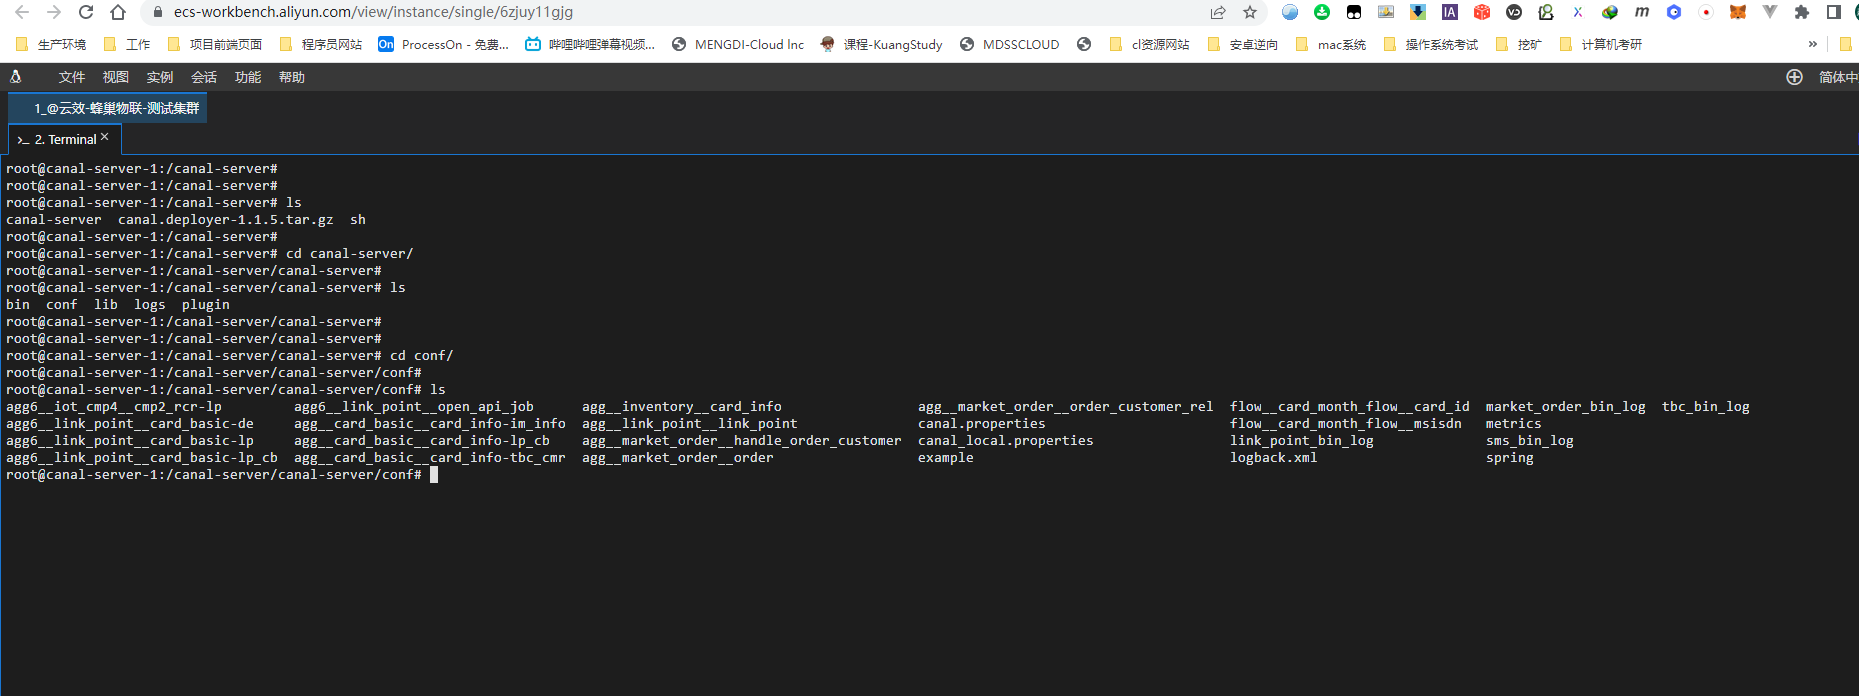 ecs-workbench.aliyun.com/view/instance/single/6zjuy11gjg
生产环境 工作 项目前端页面 程序员网站 On ProcessOn - 免费... 哔哩哔哩弹幕视频... MENGDI-Cloud Inc 课程-KuangStudy MDSSCLOUD cl资源网站 安卓逆向 mac系统 操作系统考试 挖矿 计算机考研 »
文件 视图 实例 会话 功能 帮助 简体中
1_@云效-蜂巢物联-测试集群
>_ 2. Terminal ×
root@canal-server-1:/canal-server#
root@canal-server-1:/canal-server#
root@canal-server-1:/canal-server# ls
canal-server canal.deployer-1.1.5.tar.gz sh
root@canal-server-1:/canal-server#
root@canal-server-1:/canal-server# cd canal-server/
root@canal-server-1:/canal-server/canal-server#
root@canal-server-1:/canal-server/canal-server# ls
bin conf lib logs plugin
root@canal-server-1:/canal-server/canal-server#
root@canal-server-1:/canal-server/canal-server#
root@canal-server-1:/canal-server/canal-server# cd conf/
root@canal-server-1:/canal-server/canal-server/conf#
root@canal-server-1:/canal-server/canal-server/conf# ls
agg6__iot_cmp4__cmp2_rcr-lp agg6__link_point__open_api_job agg__inventory__card_info agg__market_order__order_customer_rel flow__card_month_flow__card_id market_order_bin_log tbc_bin_log
agg6__link_point__card_basic-de agg__card_basic__card_info-im_info agg__link_point__link_point canal.properties flow__card_month_flow__msisdn metrics
agg6__link_point__card_basic-lp agg__card_basic__card_info-lp_cb agg__market_order__handle_order_customer canal_local.properties link_point_bin_log sms_bin_log
agg6__link_point__card_basic-lp_cb agg__card_basic__card_info-tbc_cmr agg__market_order__order example logback.xml spring
root@canal-server-1:/canal-server/canal-server/conf#